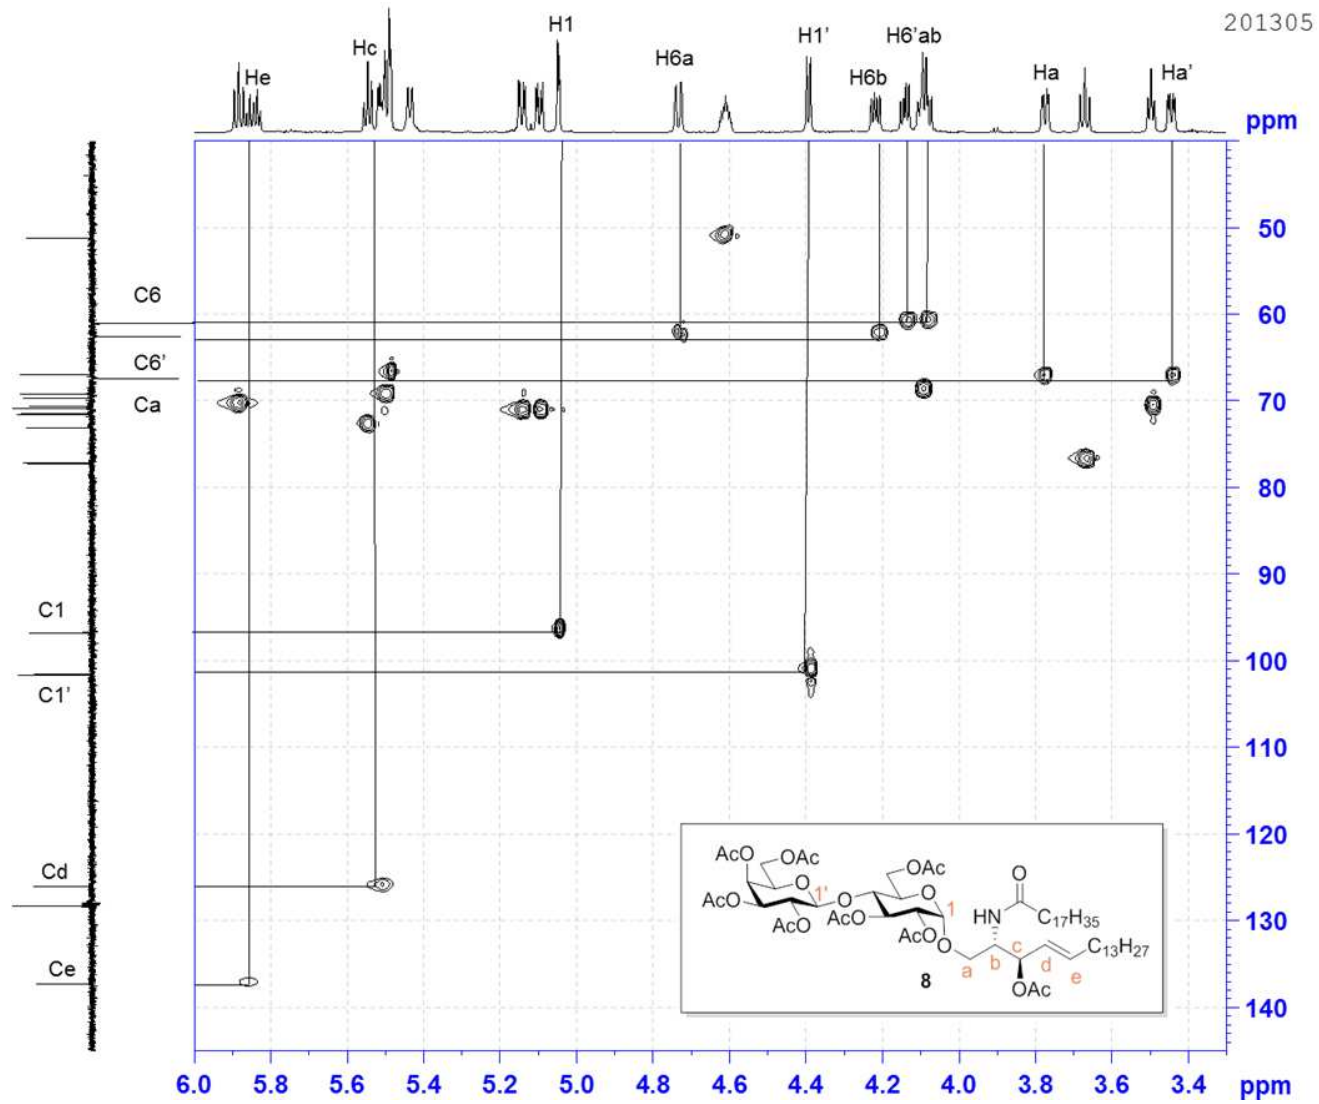 201305
He
Hc
H1
H6a
H1'
H6b
H6'ab
Ha
Ha'
ppm
C6
C6'
Ca
C1
C1'
Cd
Ce
50
60
70
80
90
100
110
120
130
140
AcO
OAc
O
1'
O
OAc
O
1
AcO
AcO
AcO
AcO
O
HN
O
C17H35
C13H27
a
b
c
d
e
OAc
8
6.0 5.8 5.6 5.4 5.2 5.0 4.8 4.6 4.4 4.2 4.0 3.8 3.6 3.4 ppm